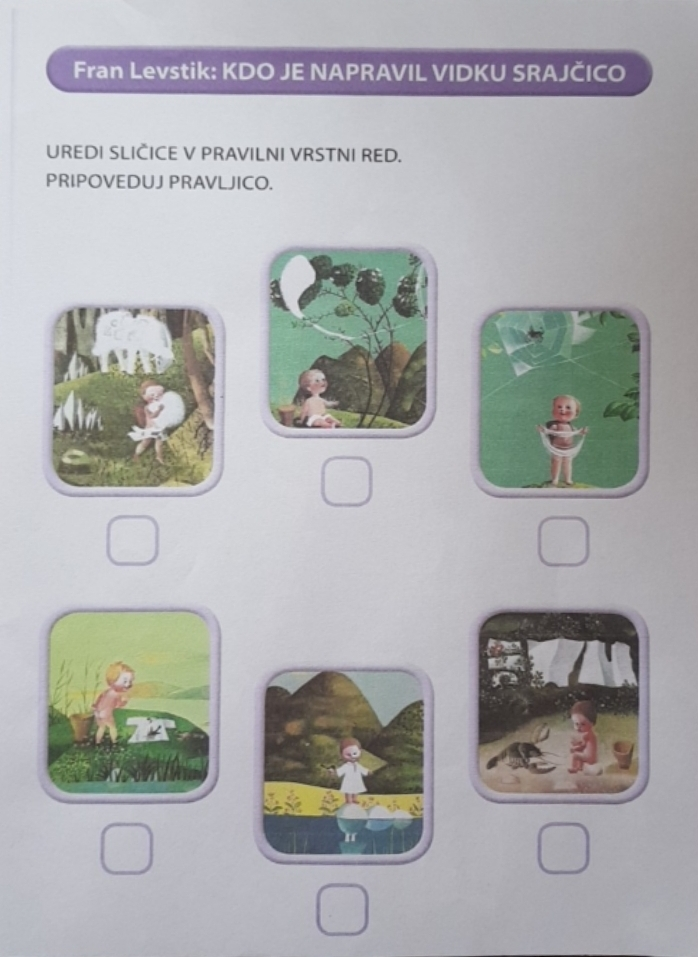 Fran Levstik: KDO JE NAPRAVIL VIDKU SRAJČICO
UREDI SLIČICE V PRAVILNI VRSTNI RED.
PRIPOVEDUJ PRAVLJICO.